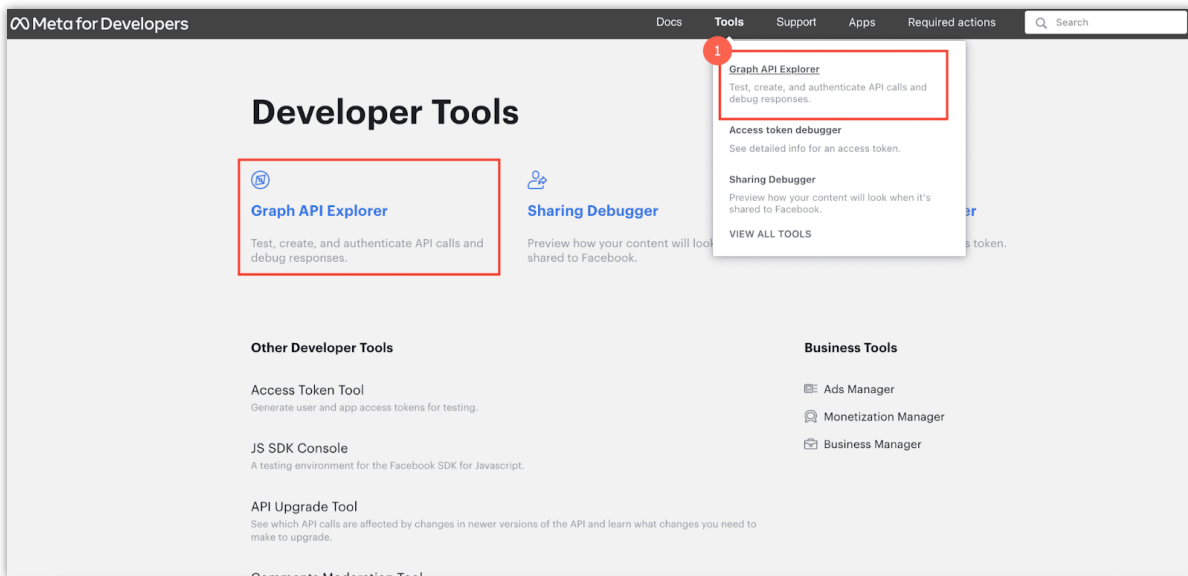 Meta for Developers
Docs
Tools
Support
Apps
Required actions
Search
1
Graph API Explorer
Test, create, and authenticate API calls and
debug responses.
Access token debugger
See detailed info for an access token.
Sharing Debugger
Preview how your content will look when it's
shared to Facebook.
VIEW ALL TOOLS
Developer Tools
Graph API Explorer
Test, create, and authenticate API calls and
debug responses.
Sharing Debugger
Preview how your content will look
shared to Facebook.
er
s token.
Other Developer Tools
Access Token Tool
Generate user and app access tokens for testing.
JS SDK Console
A testing environment for the Facebook SDK for Javascript.
API Upgrade Tool
See which API calls are affected by changes in newer versions of the API and learn what changes you need to
make to upgrade.
Comments Moderation Tool
Business Tools
Ads Manager
Monetization Manager
Business Manager